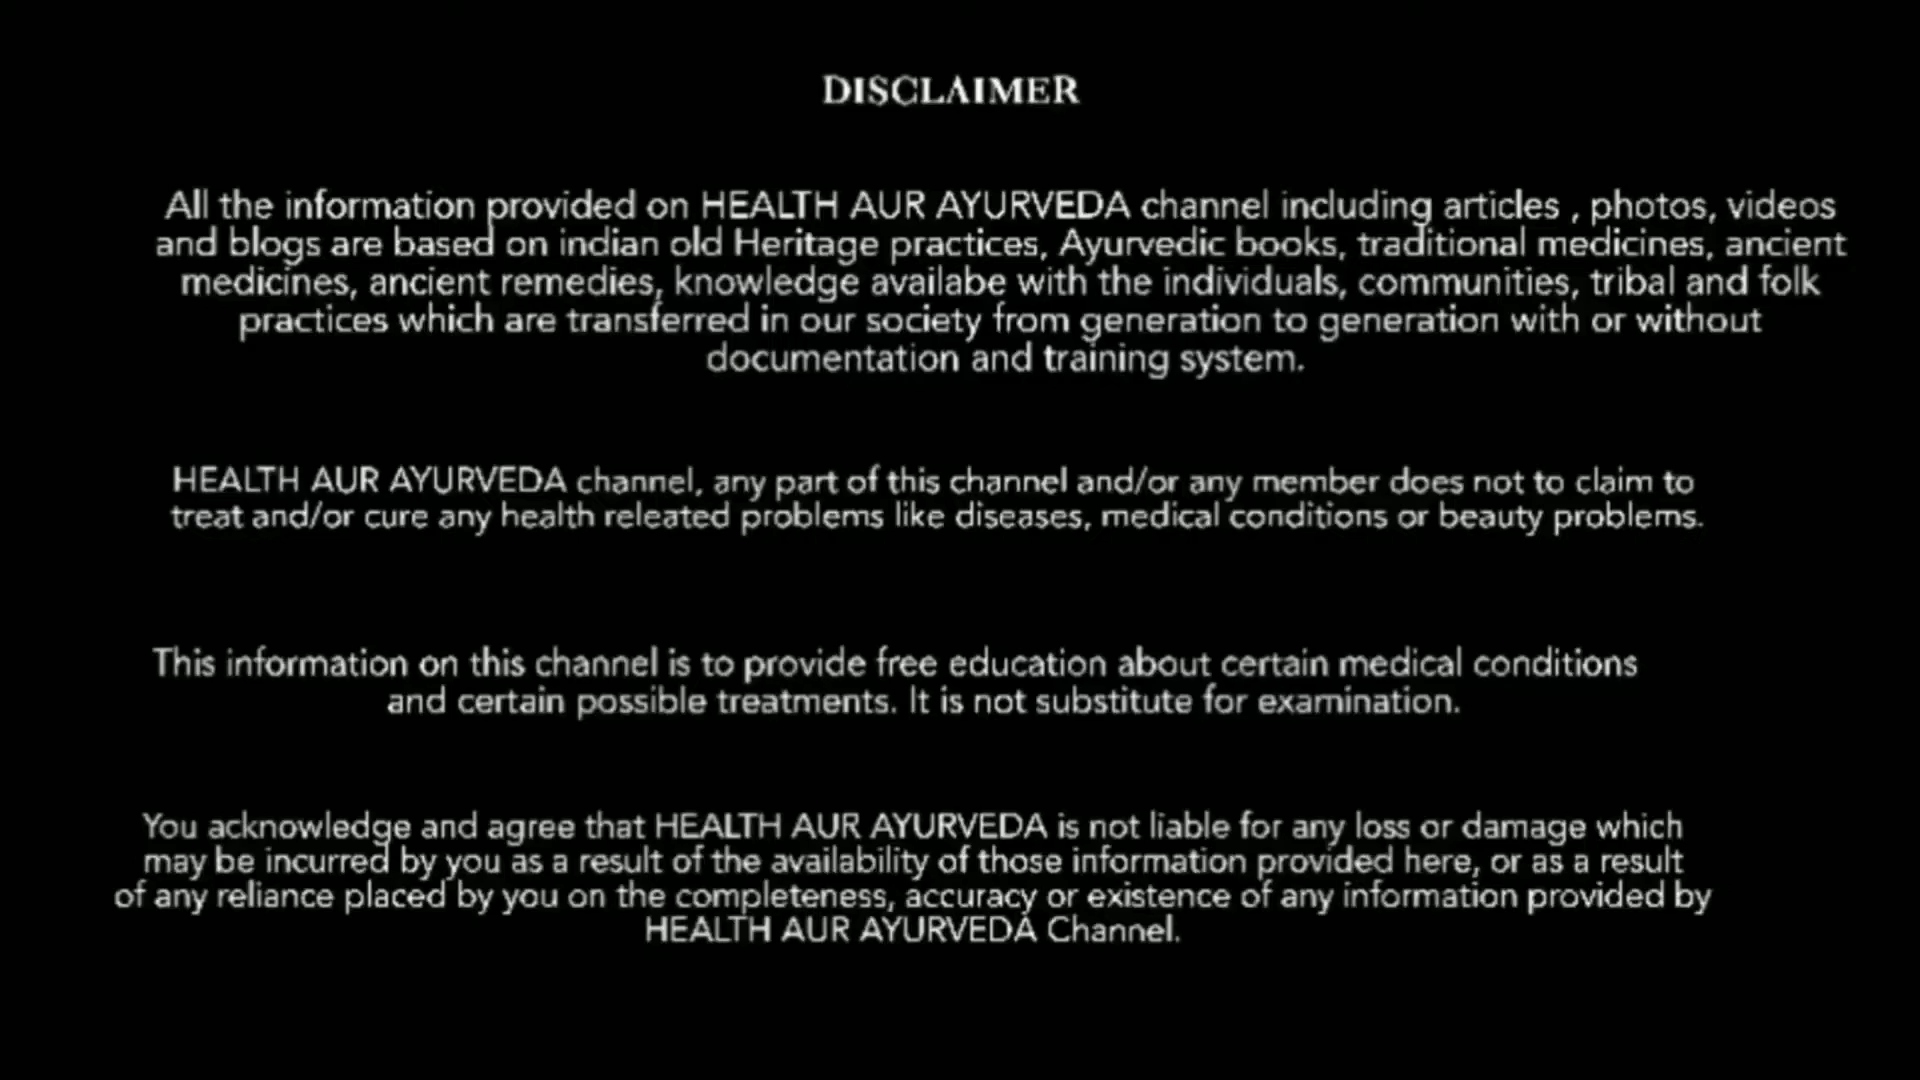 DISCLAIMER
All the information provided on HEALTH AUR AYURVEDA channel including articles , photos, videos
and blogs are based on indian old Heritage practices, Ayurvedic books, traditional medicines, ancient
medicines, ancient remedies, knowledge availabe with the individuals, communities, tribal and folk
practices which are transferred in our society from generation to generation with or without
documentation and training system.
HEALTH AUR AYURVEDA channel, any part of this channel and/or any member does not to claim to
treat and/or cure any health releated problems like diseases, medical conditions or beauty problems.
This information on this channel is to provide free education about certain medical conditions
and certain possible treatments. It is not substitute for examination.
You acknowledge and agree that HEALTH AUR AYURVEDA is not liable for any loss or damage which
may be incurred by you as a result of the availability of those information provided here, or as a result
of any reliance placed by you on the completeness, accuracy or existence of any information provided by
HEALTH AUR AYURVEDA Channel.